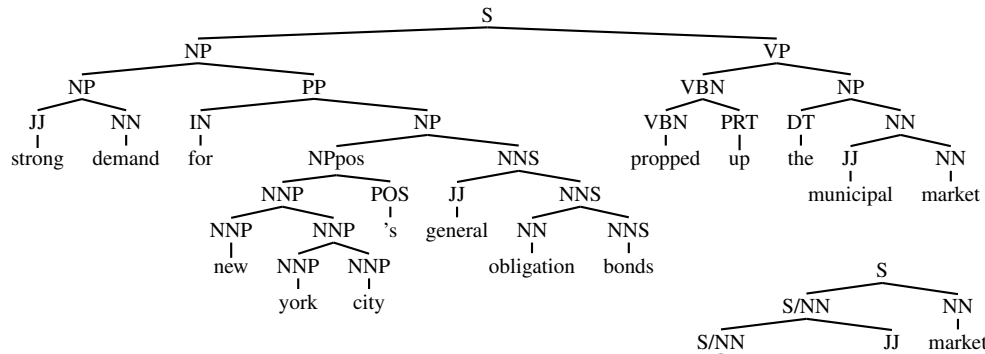 S
NP VP
NP PP VBN NP
JJ NN IN NP VBN PRT DT NN
strong demand for NPpos NNS propped up the JJ NN
NNP POS JJ NNS municipal market
NNP NNP 's general NN NNS
new NNP NNP obligation bonds
york city S
S/NN NN
S/NN JJ market